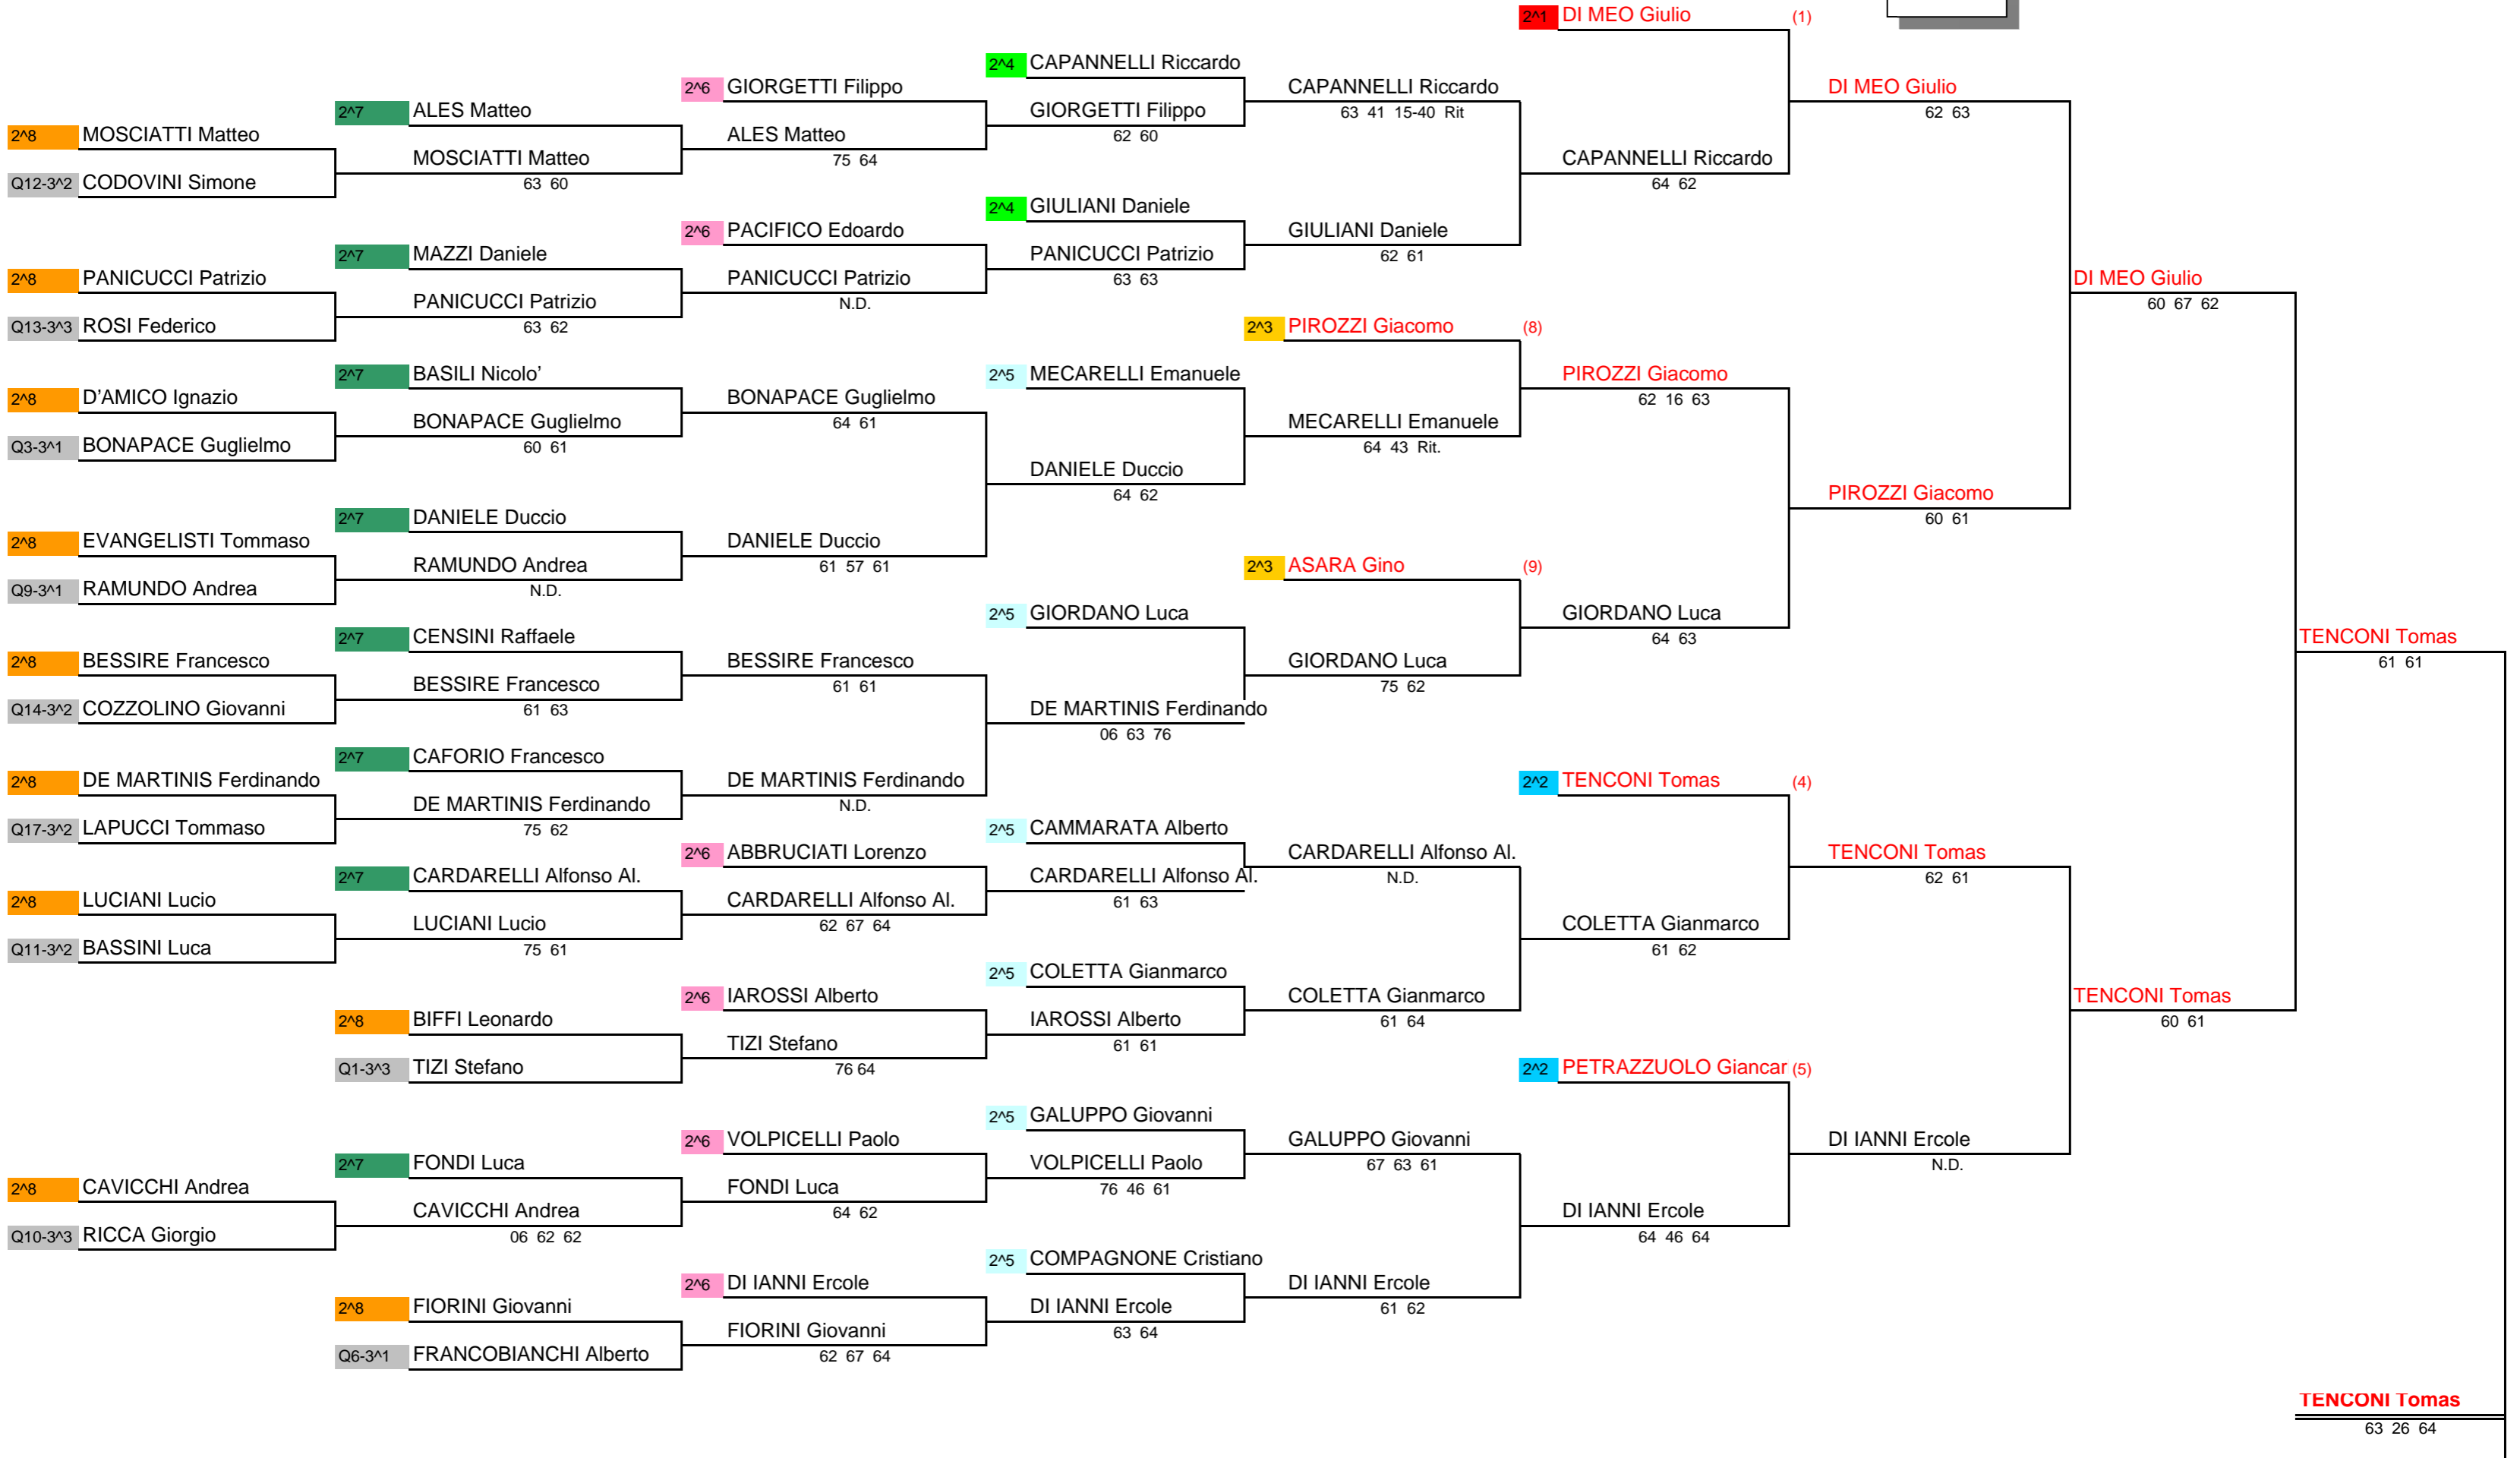 2^1 DI MEO Giulio (1)
2^4 CAPANNELLI Riccardo
2^6 GIORGETTI Filippo
CAPANNELLI Riccardo
63 41 15-40 Rit
DI MEO Giulio
62 63
2^7 ALES Matteo
GIORGETTI Filippo
62 60
2^8 MOSCIATTI Matteo
ALES Matteo
75 64
MOSCIATTI Matteo
63 60
CAPANNELLI Riccardo
64 62
Q12-3^2 CODOVINI Simone
2^4 GIULIANI Daniele
2^6 PACIFICO Edoardo
GIULIANI Daniele
62 61
2^7 MAZZI Daniele
PANICUCCI Patrizio
63 63
2^8 PANICUCCI Patrizio
PANICUCCI Patrizio
N.D.
DI MEO Giulio
60 67 62
PANICUCCI Patrizio
63 62
Q13-3^3 ROSI Federico
2^3 PIROZZI Giacomo (8)
2^7 BASILI Nicolo’
2^5 MECARELLI Emanuele
PIROZZI Giacomo
62 16 63
2^8 D'AMICO Ignazio
BONAPACE Guglielmo
64 61
BONAPACE Guglielmo
60 61
MECARELLI Emanuele
64 43 Rit.
Q3-3^1 BONAPACE Guglielmo
DANIELE Duccio
64 62
PIROZZI Giacomo
60 61
2^7 DANIELE Duccio
2^8 EVANGELISTI Tommaso
DANIELE Duccio
61 57 61
RAMUNDO Andrea
N.D.
2^3 ASARA Gino (9)
Q9-3^1 RAMUNDO Andrea
2^5 GIORDANO Luca
GIORDANO Luca
64 63
2^7 CENSINI Raffaele
TENCONI Tomas
61 61
2^8 BESSIRE Francesco
BESSIRE Francesco
61 61
GIORDANO Luca
75 62
BESSIRE Francesco
61 63
Q14-3^2 COZZOLINO Giovanni
DE MARTINIS Ferdinando
06 63 76
2^7 CAFORIO Francesco
2^8 DE MARTINIS Ferdinando
DE MARTINIS Ferdinando
N.D.
2^2 TENCONI Tomas (4)
DE MARTINIS Ferdinando
75 62
Q17-3^2 LAPUCCI Tommaso
2^5 CAMMARATA Alberto
2^6 ABBRUCIATI Lorenzo
CARDARELLI Alfonso Al.
N.D.
TENCONI Tomas
62 61
2^7 CARDARELLI Alfonso Al.
CARDARELLI Alfonso Al.
61 63
2^8 LUCIANI Lucio
CARDARELLI Alfonso Al.
62 67 64
LUCIANI Lucio
75 61
COLETTA Gianmarco
61 62
Q11-3^2 BASSINI Luca
2^5 COLETTA Gianmarco
2^6 IAROSSI Alberto
COLETTA Gianmarco
61 64
TENCONI Tomas
60 61
2^8 BIFFI Leonardo
IAROSSI Alberto
61 61
TIZI Stefano
76 64
Q1-3^3 TIZI Stefano
2^2 PETRAZZUOLO Giancar (5)
2^5 GALUPPO Giovanni
2^6 VOLPICELLI Paolo
GALUPPO Giovanni
67 63 61
DI IANNI Ercole
N.D.
2^7 FONDI Luca
VOLPICELLI Paolo
76 46 61
2^8 CAVICCHI Andrea
FONDI Luca
64 62
CAVICCHI Andrea
06 62 62
DI IANNI Ercole
64 46 64
Q10-3^3 RICCA Giorgio
2^5 COMPAGNONE Cristiano
2^6 DI IANNI Ercole
DI IANNI Ercole
61 62
2^8 FIORINI Giovanni
DI IANNI Ercole
63 64
FIORINI Giovanni
62 67 64
Q6-3^1 FRANCOBIANCHI Alberto
TENCONI Tomas
63 26 64